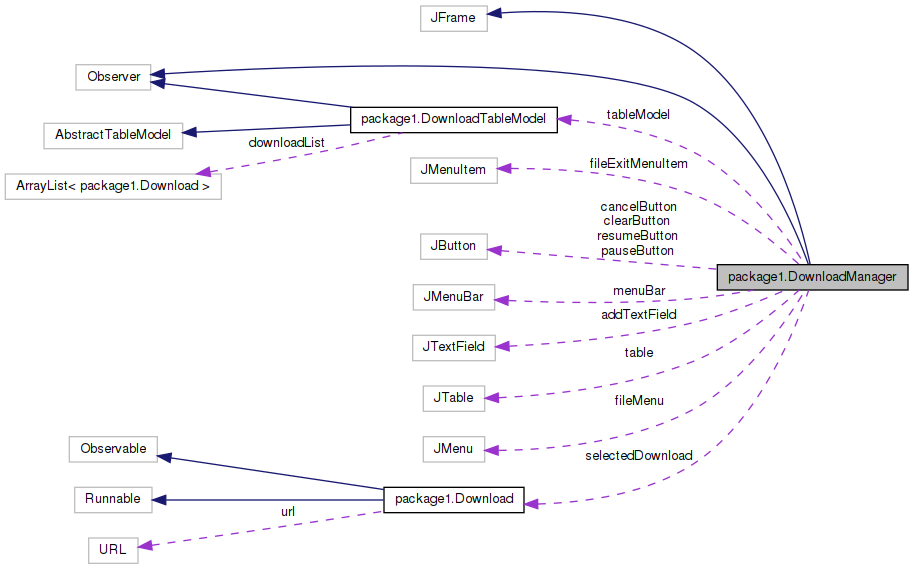 JFrame
Observer
package1.DownloadTableModel
tableModel
AbstractTableModel
downloadList
fileExitMenuItem
JMenuItem
ArrayList< package1.Download >
cancelButton
clearButton
resumeButton
pauseButton
JButton
package1.DownloadManager
menuBar
JMenuBar
addTextField
JTextField
table
JTable
fileMenu
JMenu
Observable
selectedDownload
Runnable
package1.Download
url
URL